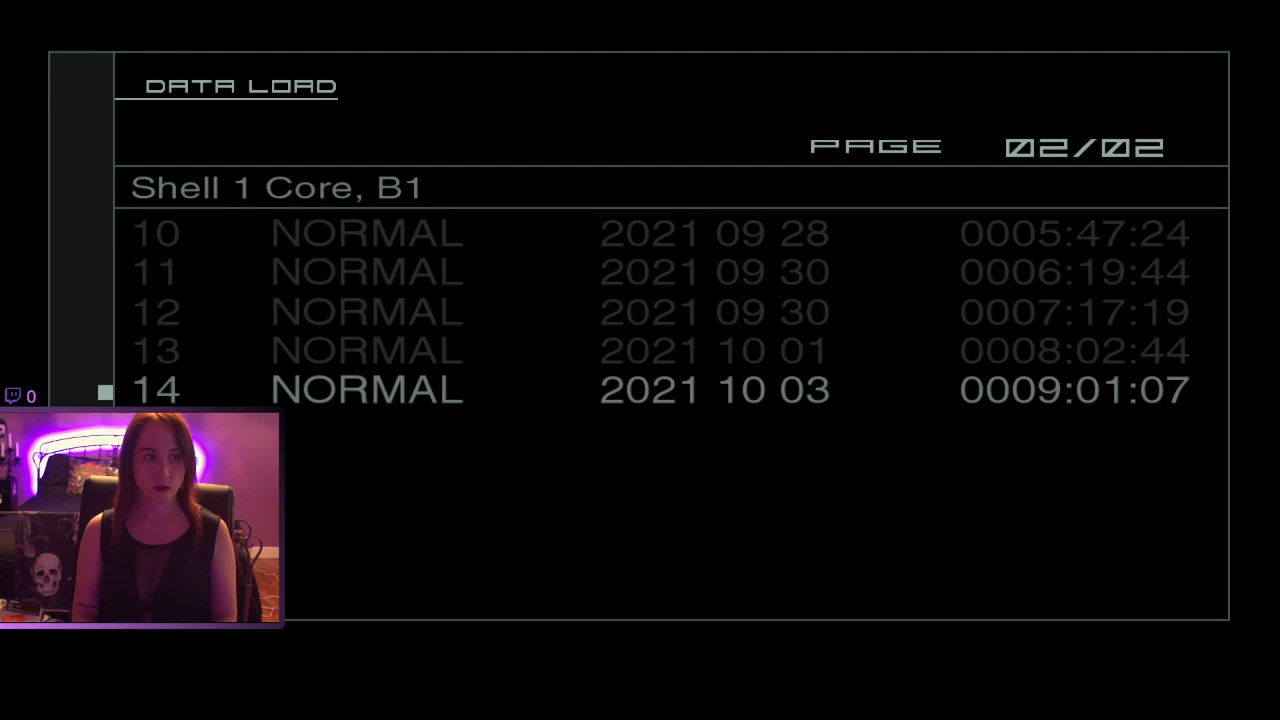 DATA LOAD
PAGE 02/02
Shell 1 Core, B1
10 NORMAL 2021 09 28 0005:47:24
11 NORMAL 2021 09 30 0006:19:44
12 NORMAL 2021 09 30 0007:17:19
13 NORMAL 2021 10 01 0008:02:44
14 NORMAL 2021 10 03 0009:01:07
0